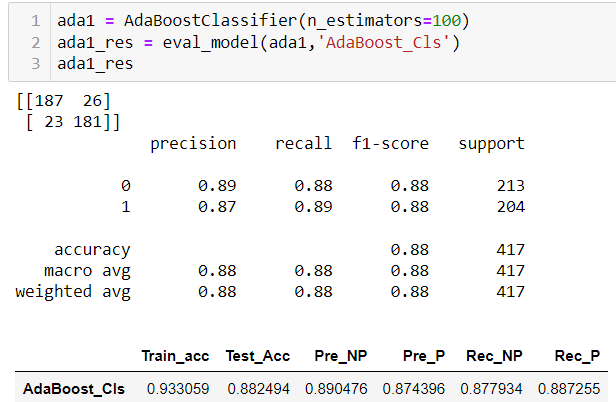 1 ada1 = AdaBoostClassifier(n_estimators=100)
2 ada1_res = eval_model(ada1,'AdaBoost_Cls')
3 ada1_res
[[187  26]
 [ 23 181]]
              precision    recall  f1-score   support
           0       0.89      0.88      0.88       213
           1       0.87      0.89      0.88       204
    accuracy                           0.88       417
   macro avg       0.88      0.88      0.88       417
weighted avg       0.88      0.88      0.88       417
Train_acc Test_Acc Pre_NP Pre_P Rec_NP Rec_P
AdaBoost_Cls 0.933059 0.882494 0.890476 0.874396 0.877934 0.887255